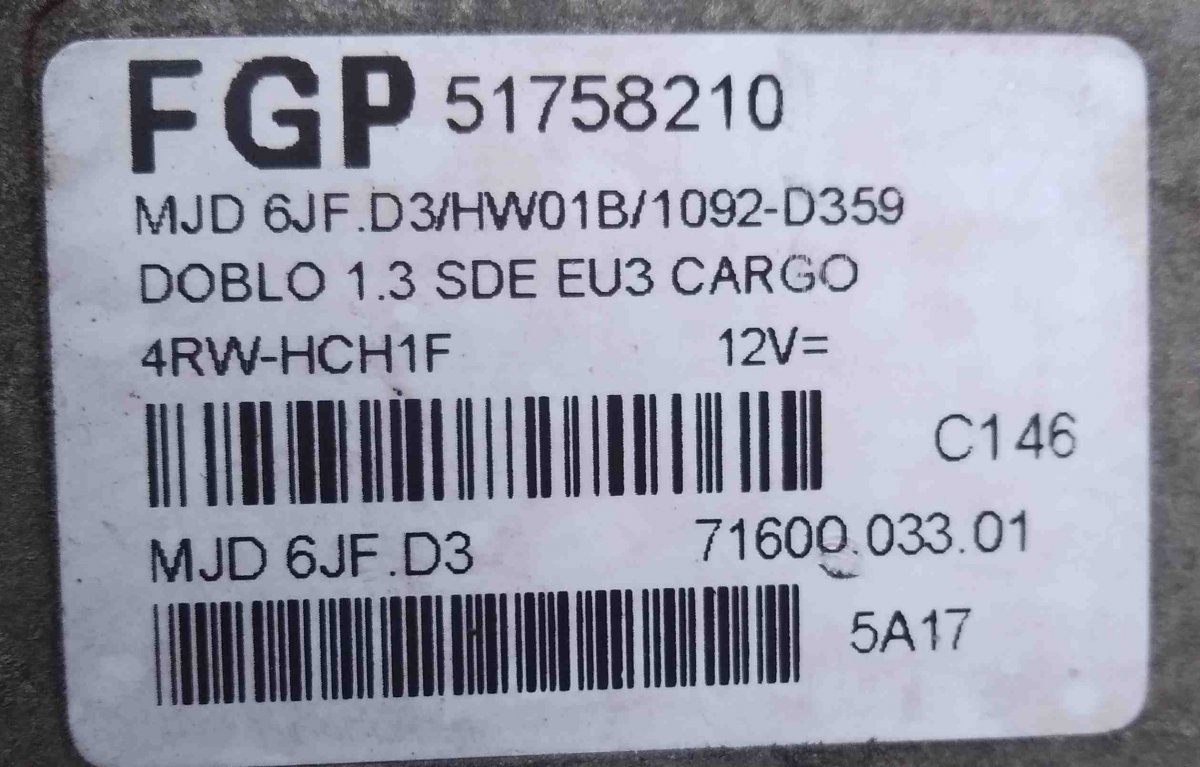 FGP 51758210
MJD 6JF.D3/HW01B/1092-D359
DOBLO 1.3 SDE EU3 CARGO
4RW-HCH1F 12V=
C146
MJD 6JF.D3 71600.033.01
5A17